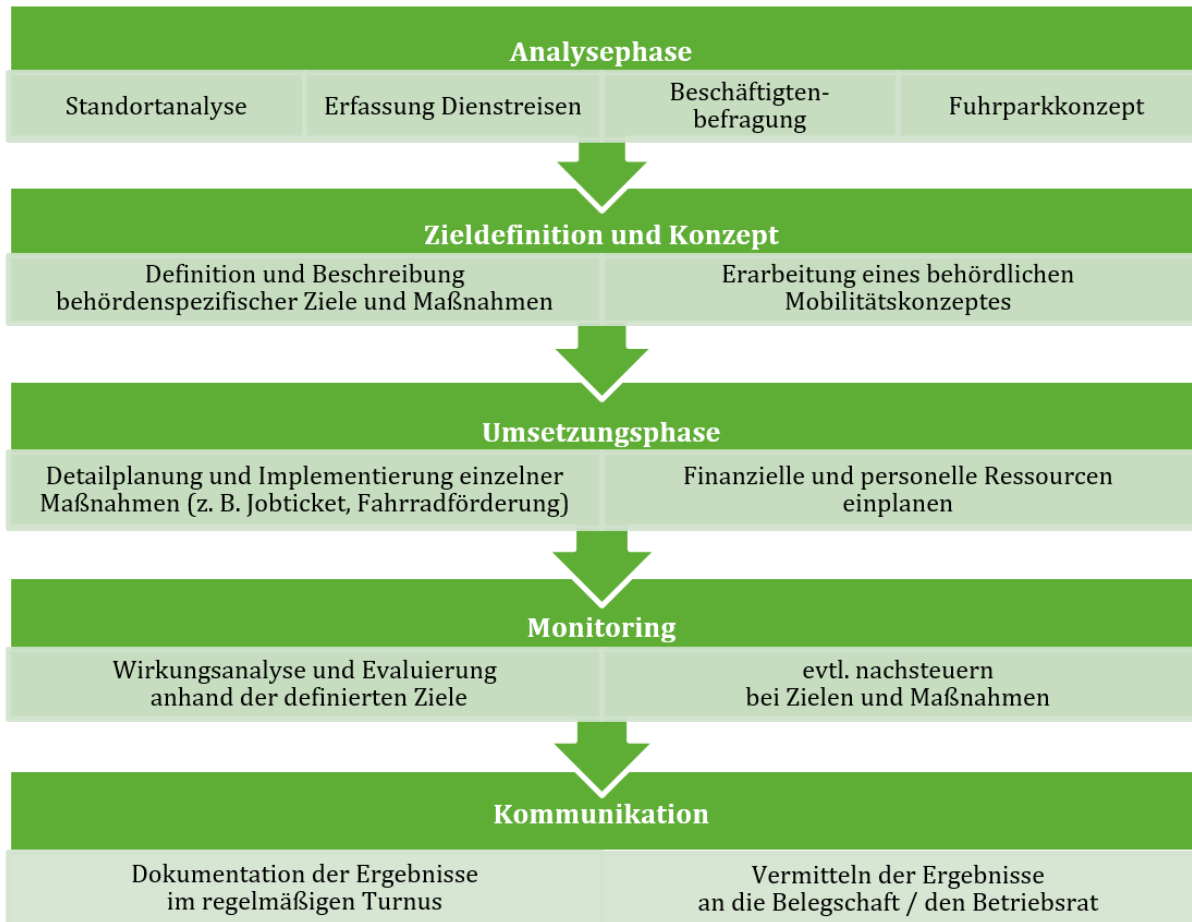 Analysephase
Standortanalyse
Erfassung Dienstreisen
Beschäftigten-
befragung
Fuhrparkkonzept
Zieldefinition und Konzept
Definition und Beschreibung
behördenspezifischer Ziele und Maßnahmen
Erarbeitung eines behördlichen
Mobilitätskonzeptes
Umsetzungsphase
Detailplanung und Implementierung einzelner
Maßnahmen (z. B. Jobticket, Fahrradförderung)
Finanzielle und personelle Ressourcen
einplanen
Monitoring
Wirkungsanalyse und Evaluierung
anhand der definierten Ziele
evtl. nachsteuern
bei Zielen und Maßnahmen
Kommunikation
Dokumentation der Ergebnisse
im regelmäßigen Turnus
Vermitteln der Ergebnisse
an die Belegschaft / den Betriebsrat